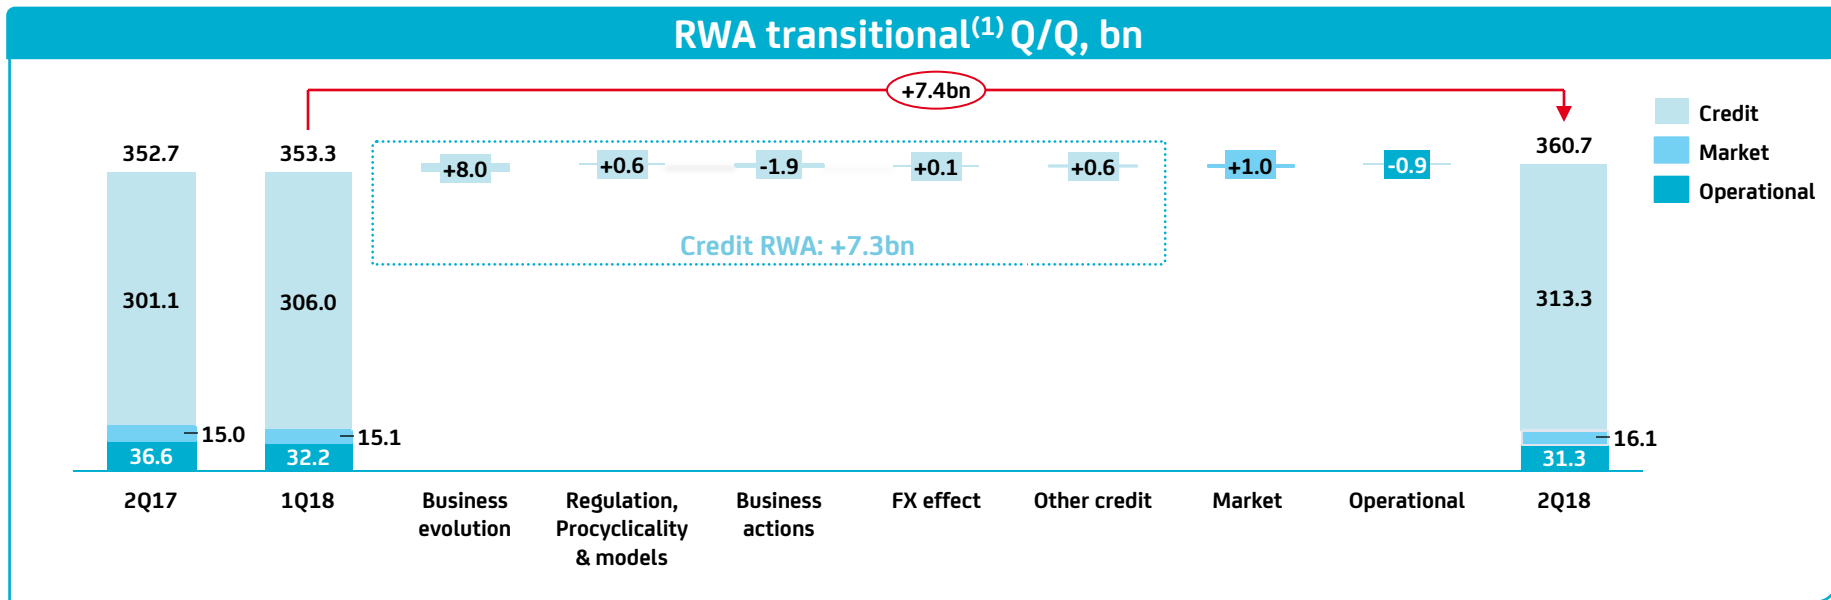 RWA transitional(1) Q/Q, bn
+7.4bn
Credit
Market
Operational
352.7
353.3
360.7
+8.0
+0.6
-1.9
+0.1
+0.6
+1.0
-0.9
Credit RWA: +7.3bn
301.1
306.0
313.3
15.0
15.1
16.1
36.6
32.2
31.3
2Q17
1Q18
Business
evolution
Regulation,
Procyclicality
& models
Business
actions
FX effect
Other credit
Market
Operational
2Q18